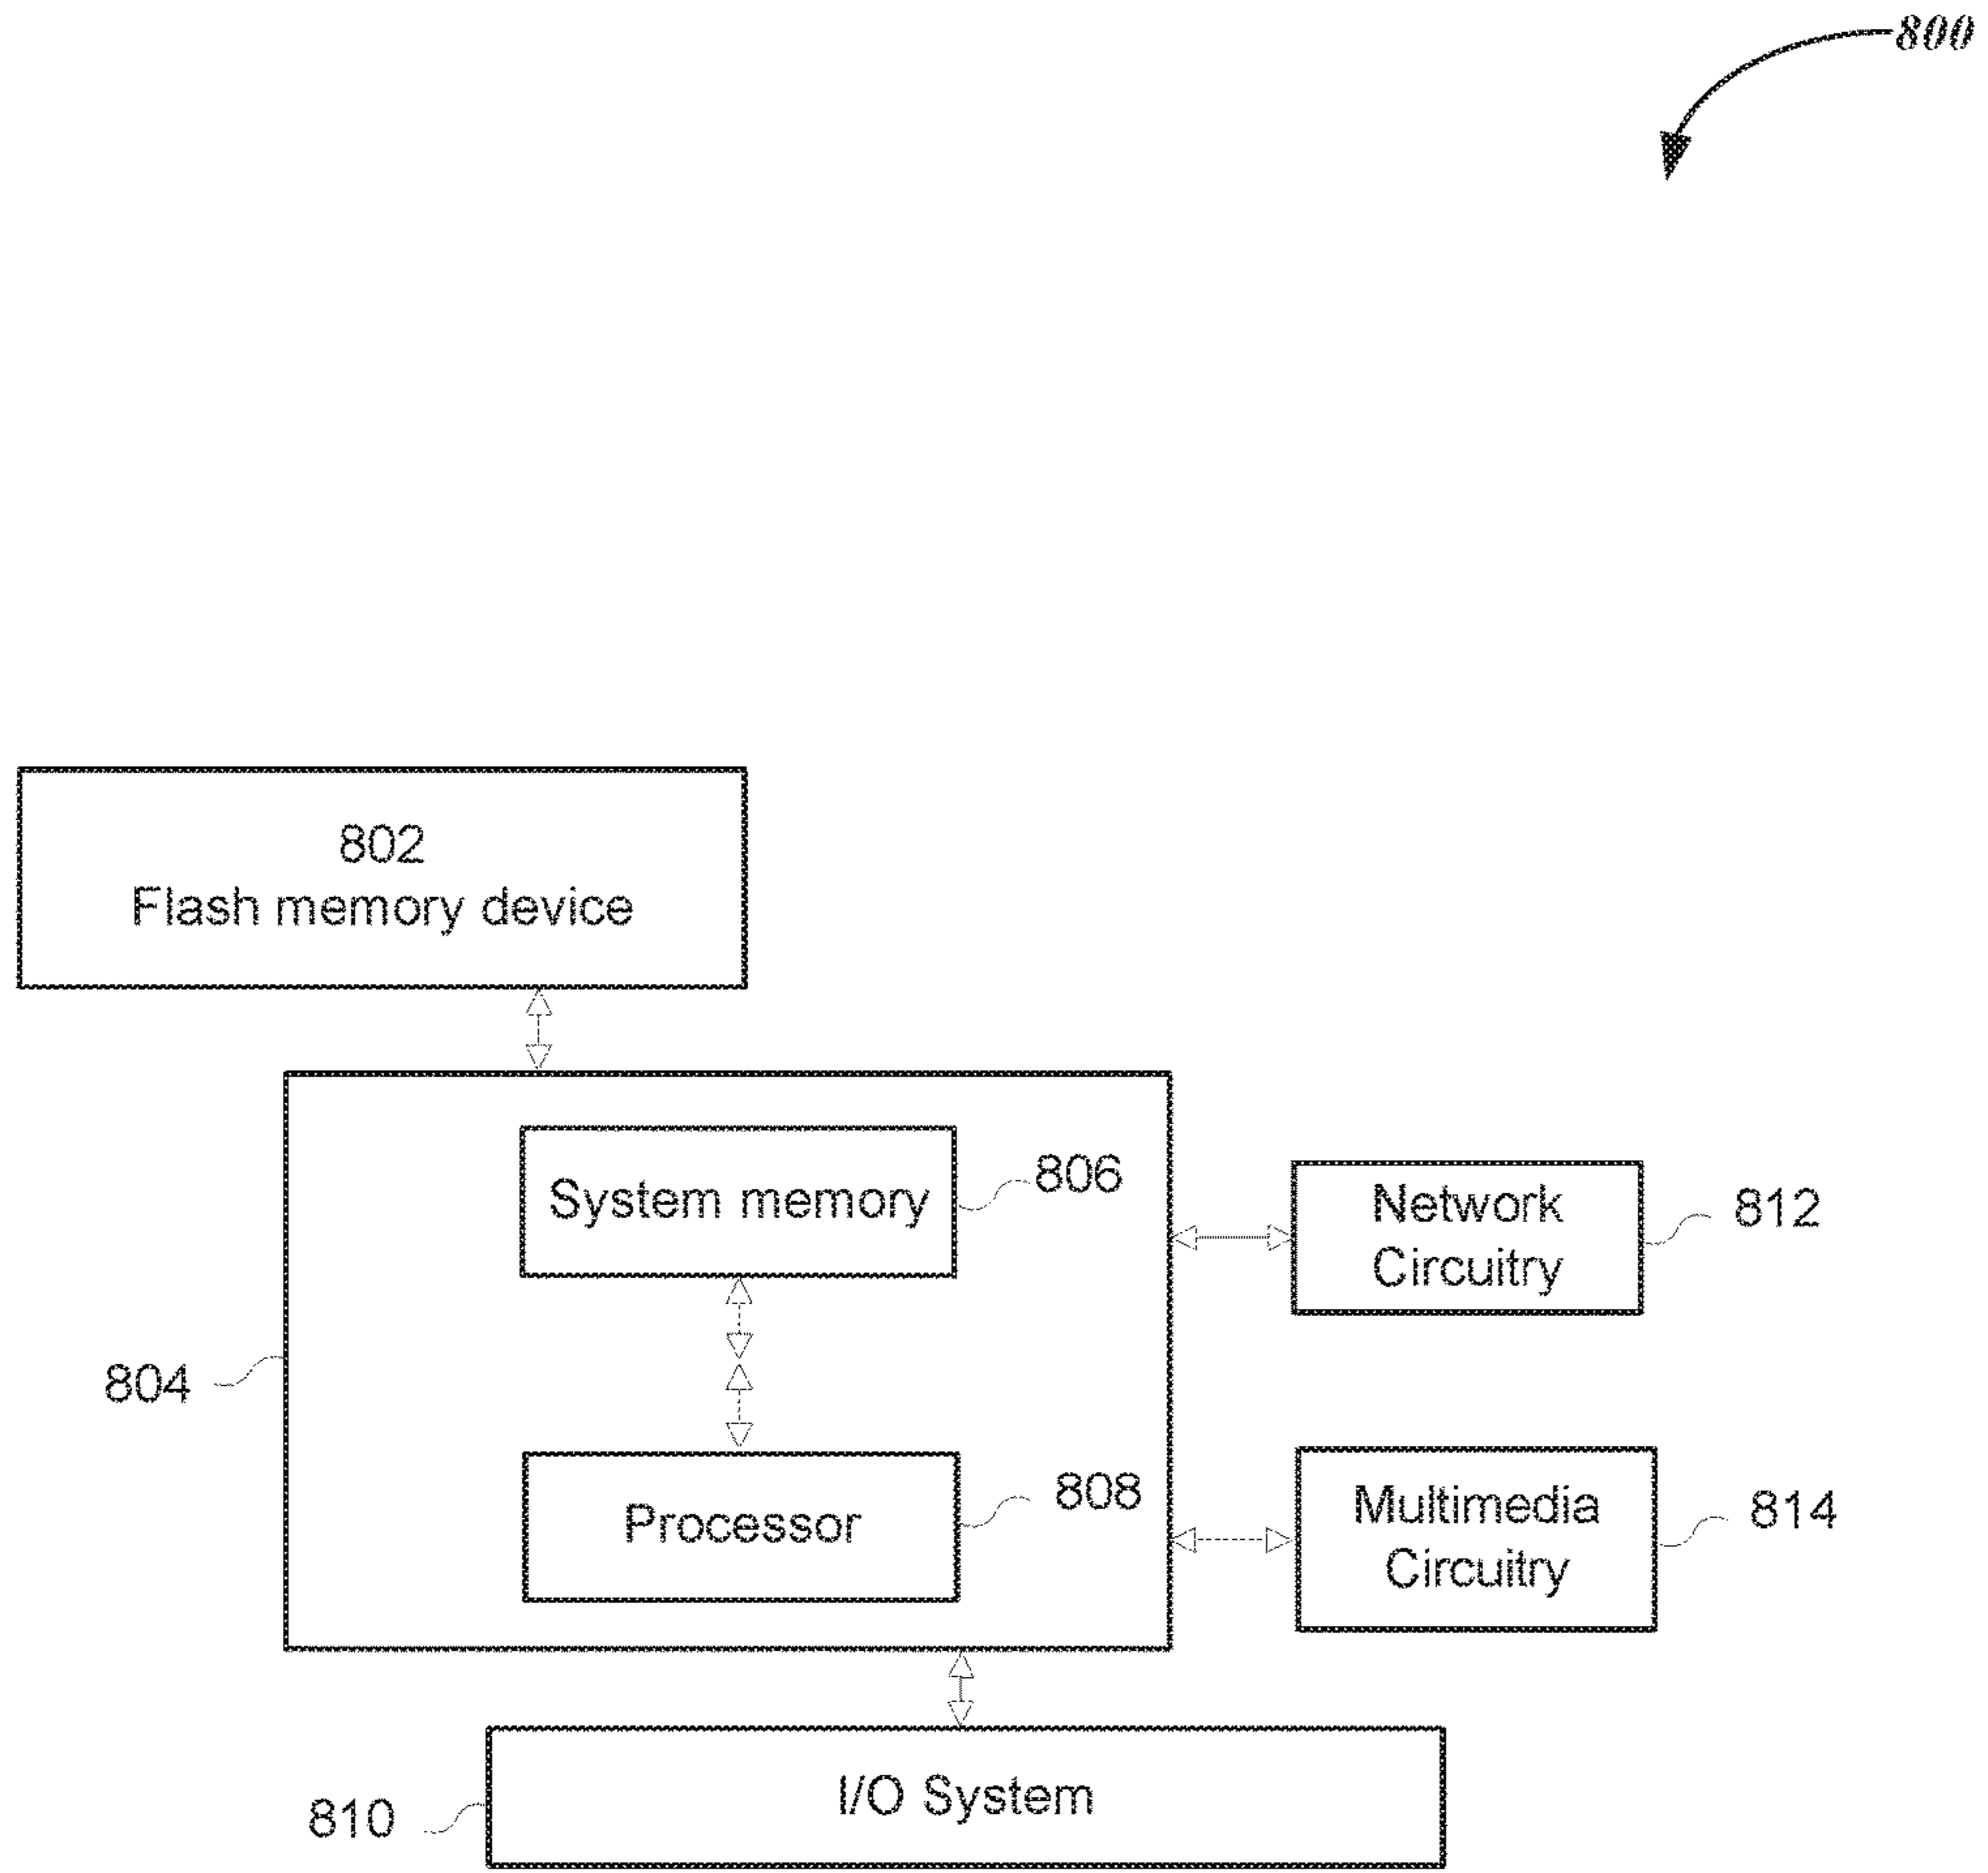 800
802
Flash memory device
System memory
806
Network
Circuitry
812
804
Processor
808
Multimedia
Circuitry
814
I/O System
810